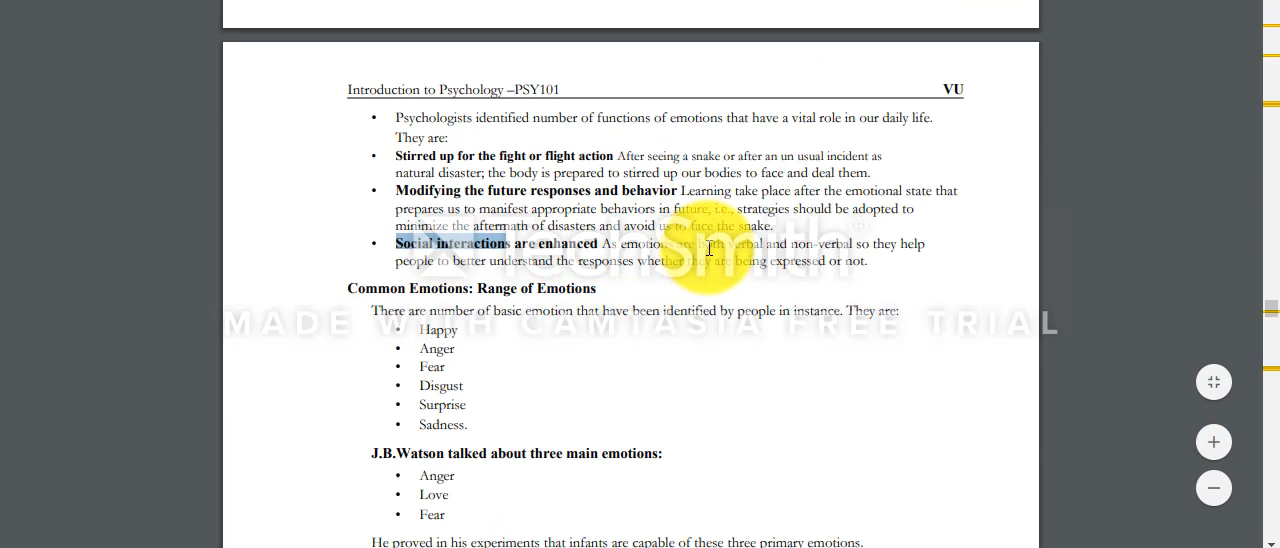 Introduction to Psychology –PSY101 VU
• Psychologists identified number of functions of emotions that have a vital role in our daily life.
They are:
• Stirred up for the fight or flight action After seeing a snake or after an un usual incident as
natural disaster; the body is prepared to stirred up our bodies to face and deal them.
• Modifying the future responses and behavior Learning take place after the emotional state that
prepares us to manifest appropriate behaviors in future, i.e., strategies should be adopted to
minimize the aftermath of disasters and avoid us to face the snake.
• Social interactions are enhanced As emotions are both verbal and non-verbal so they help
people to better understand the responses whether they are being expressed or not.
TechSmith
Common Emotions: Range of Emotions
There are number of basic emotion that have been identified by people in instance. They are:
MADE WITH CAMTASIA FREE TRIAL
• Happy
• Anger
• Fear
• Disgust
• Surprise
• Sadness.
J.B.Watson talked about three main emotions:
• Anger
• Love
• Fear
He proved in his experiments that infants are capable of these three primary emotions.